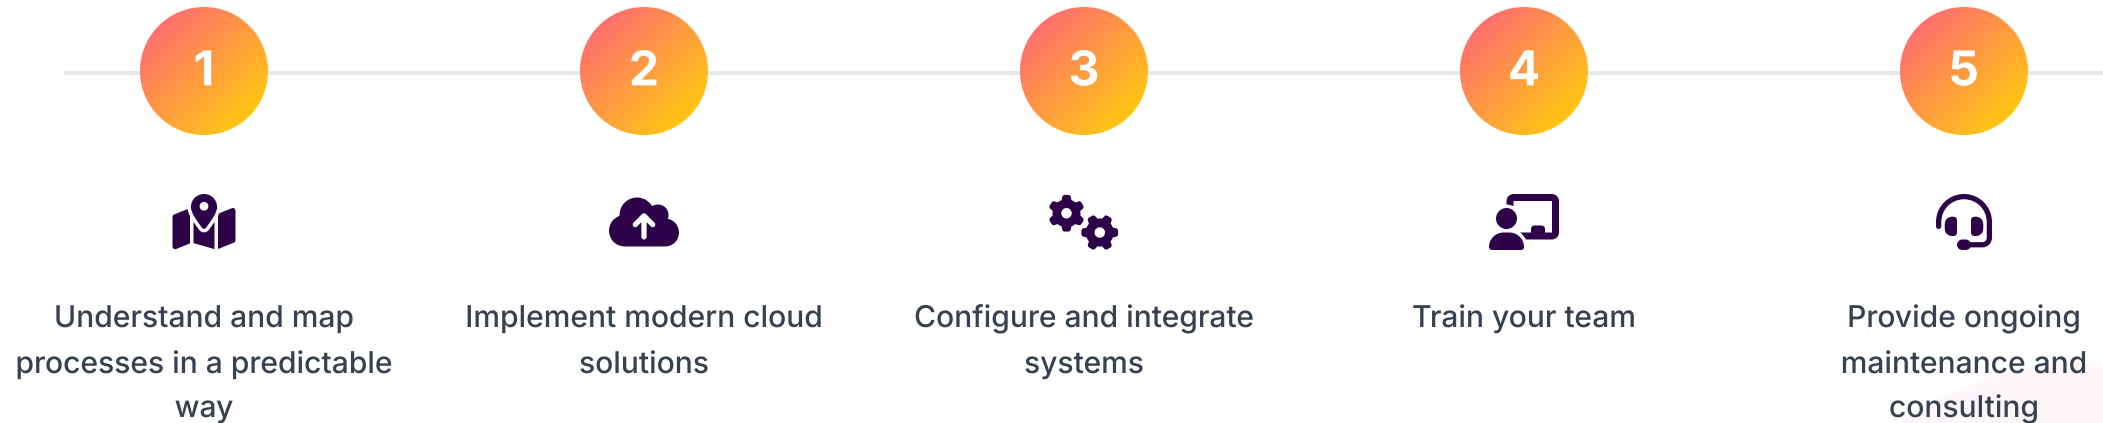 1
2
3
4
5
Understand and map
processes in a predictable
way
Implement modern cloud
solutions
Configure and integrate
systems
Train your team
Provide ongoing
maintenance and
consulting